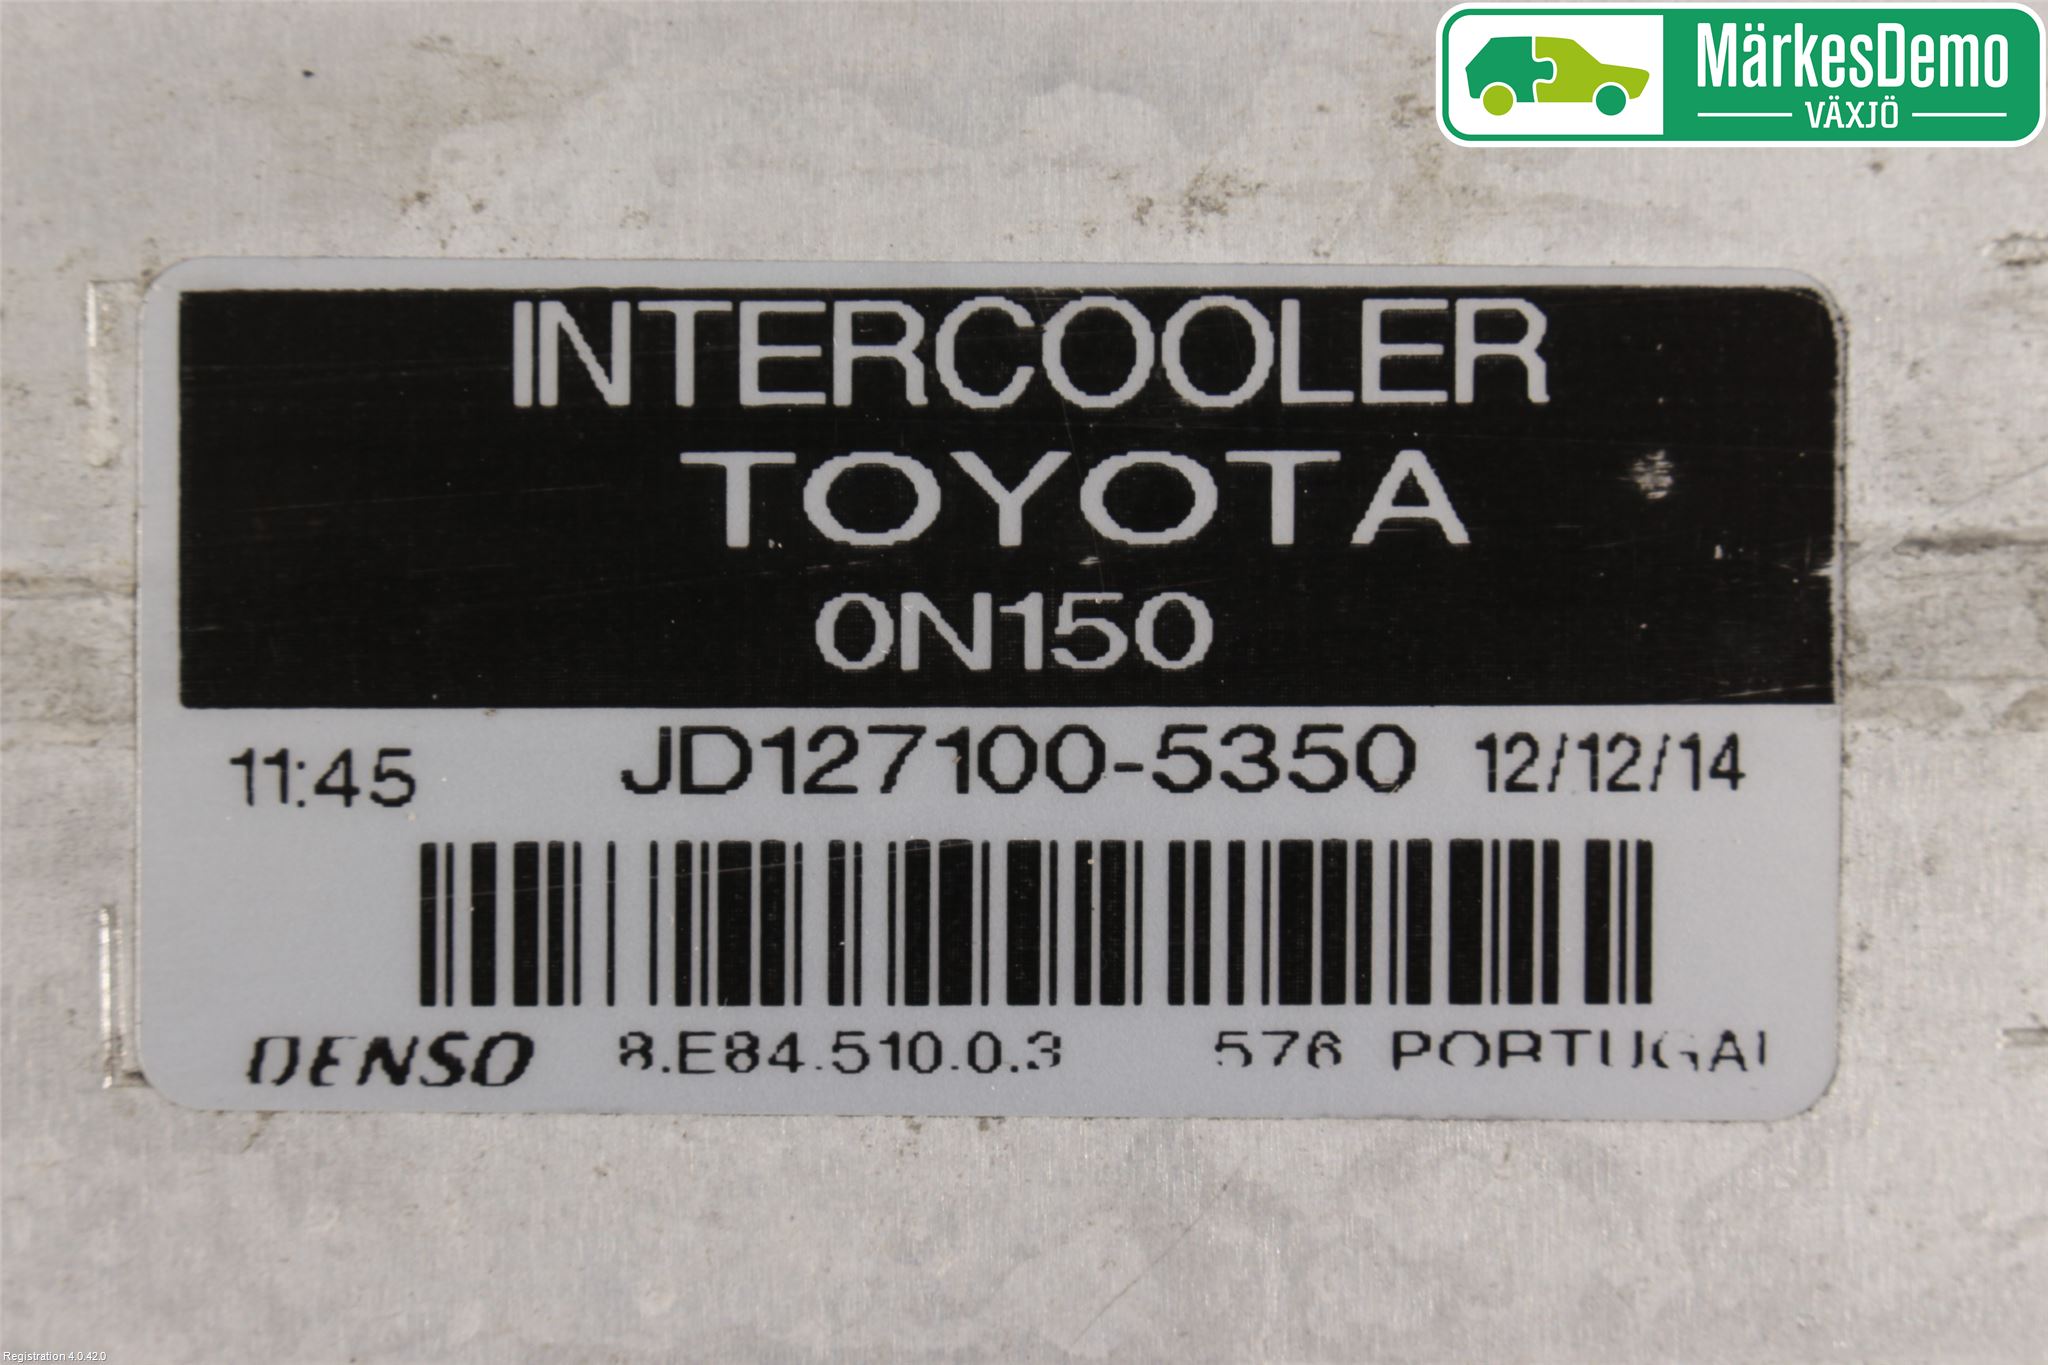 MärkesDemo
VÄXJÖ
INTERCOOLER
TOYOTA
0N150
11:45 JD127100-5350 12/12/14
DENSO 8.E84.510.0.3 576 PORTUGAL
Registration 4.0.42.0